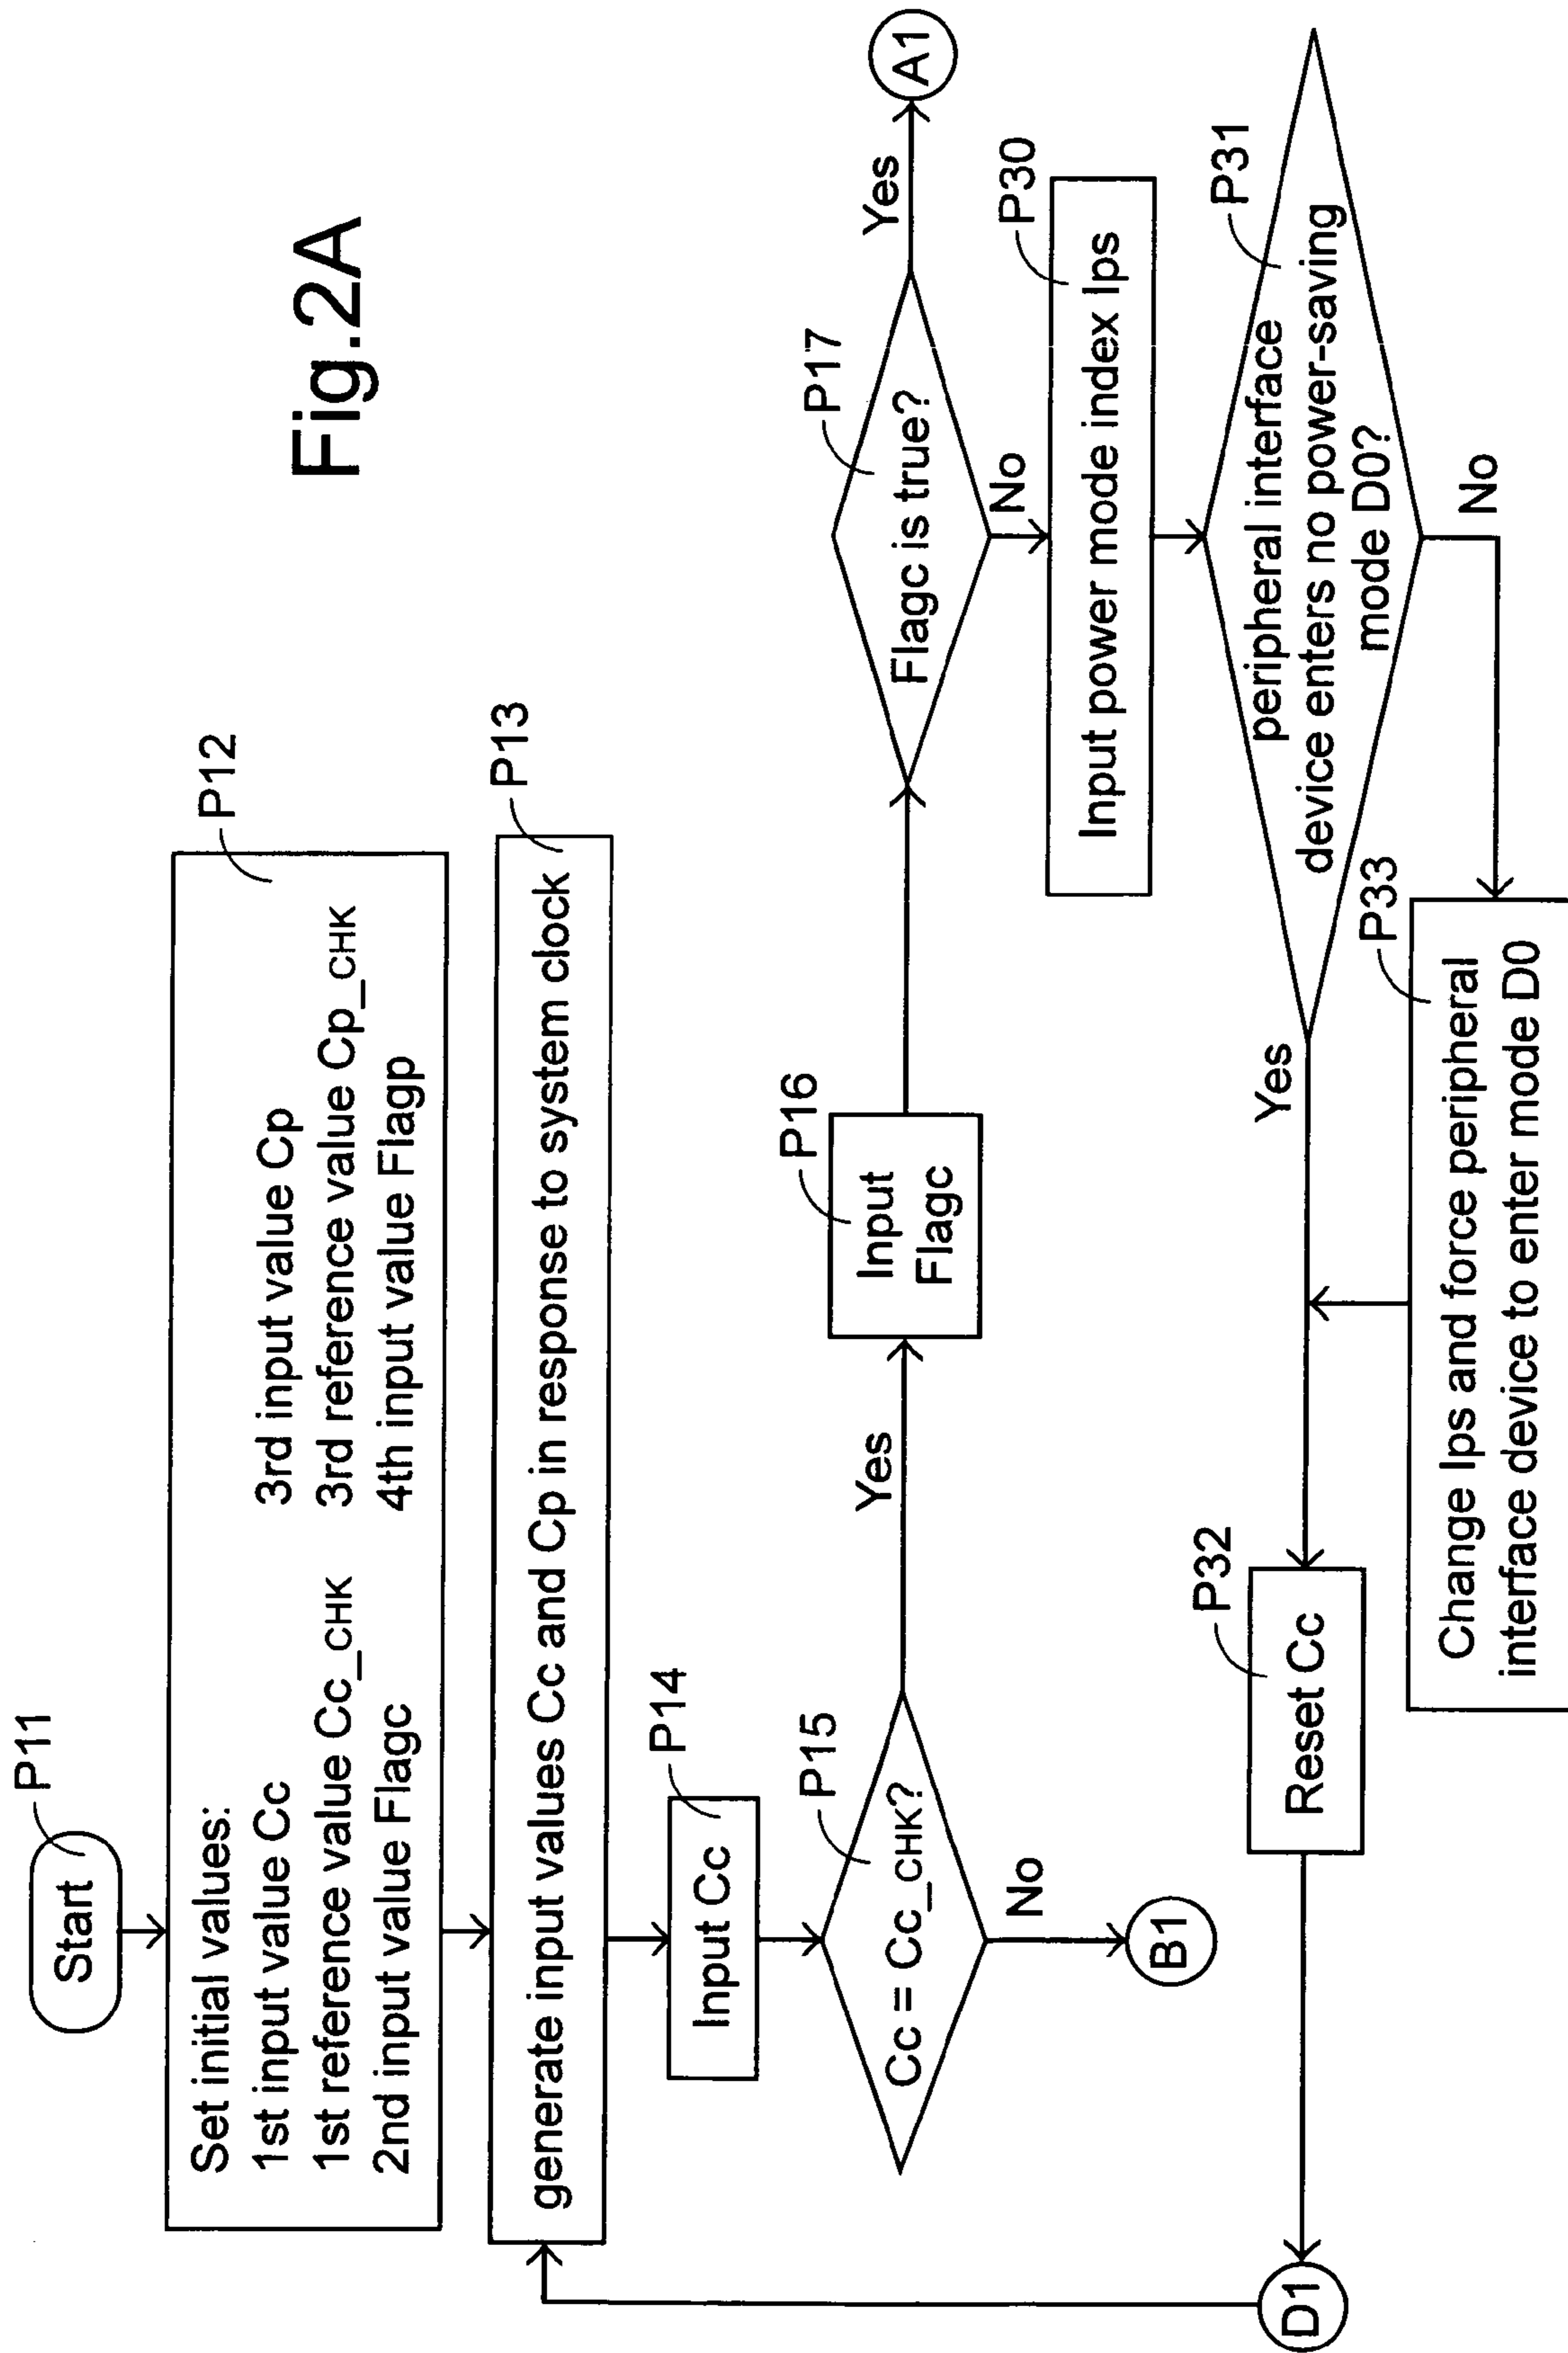 Fig.2A
P11
Start
P12
Set initial values:
1st input value Cc
1st reference value Cc_CHK
2nd input value Flagc
3rd input value Cp
3rd reference value Cp_CHK
4th input value Flagp
P13
generate input values Cc and Cp in response to system clock
P14
Input Cc
P15
Cc = Cc_CHK?
Yes
No
B1
P16
Input
Flagc
P17
Flagc is true?
Yes
A1
No
P30
Input power mode index Ips
P31
peripheral interface
device enters no power-saving
mode D0?
Yes
No
P33
Change Ips and force peripheral
interface device to enter mode D0
P32
Reset Cc
D1